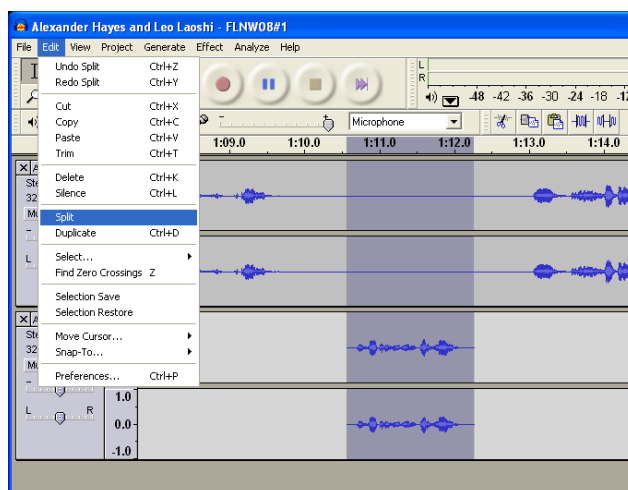 Alexander Hayes and Leo Laoshi - FLNW08#1
File Edit View Project Generate Effect Analyze Help
Undo Split Ctrl+Z
Redo Split Ctrl+Y
Cut Ctrl+X
Copy Ctrl+C
Paste Ctrl+V
Trim Ctrl+T
Delete Ctrl+K
Silence Ctrl+L
Split
Duplicate Ctrl+D
Select...
Find Zero Crossings Z
Selection Save
Selection Restore
Move Cursor...
Snap-To...
Preferences... Ctrl+P
L
R
-48 -42 -36 -30 -24 -18
Microphone
1:09.0 1:10.0 1:11.0 1:12.0 1:13.0 1:14.0
X
Ste
32
Mu
-
L
X
Ste
32
Mu
-
L R
1.0
0.0
-1.0